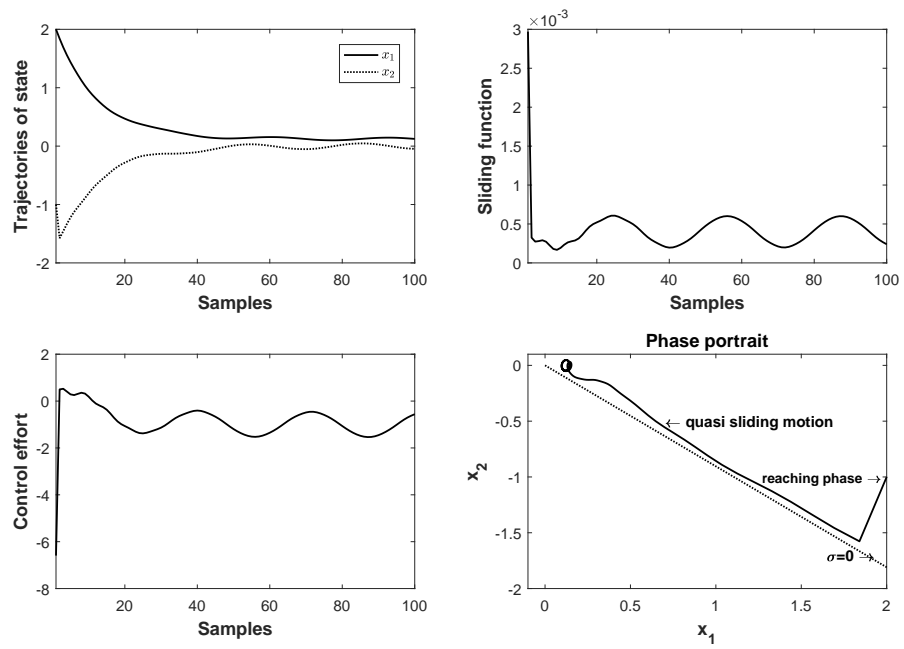 2
1
0
-1
-2
Trajectories of state
x₁
x₂
20 40 60 80 100
Samples
×10⁻³
3
2.5
2
1.5
1
0.5
0
Sliding function
20 40 60 80 100
Samples
2
0
-2
-4
-6
-8
Control effort
20 40 60 80 100
Samples
Phase portrait
0
-0.5
-1
-1.5
-2
x₂
← quasi sliding motion
reaching phase →
σ=0 →
0 0.5 1 1.5 2
x₁